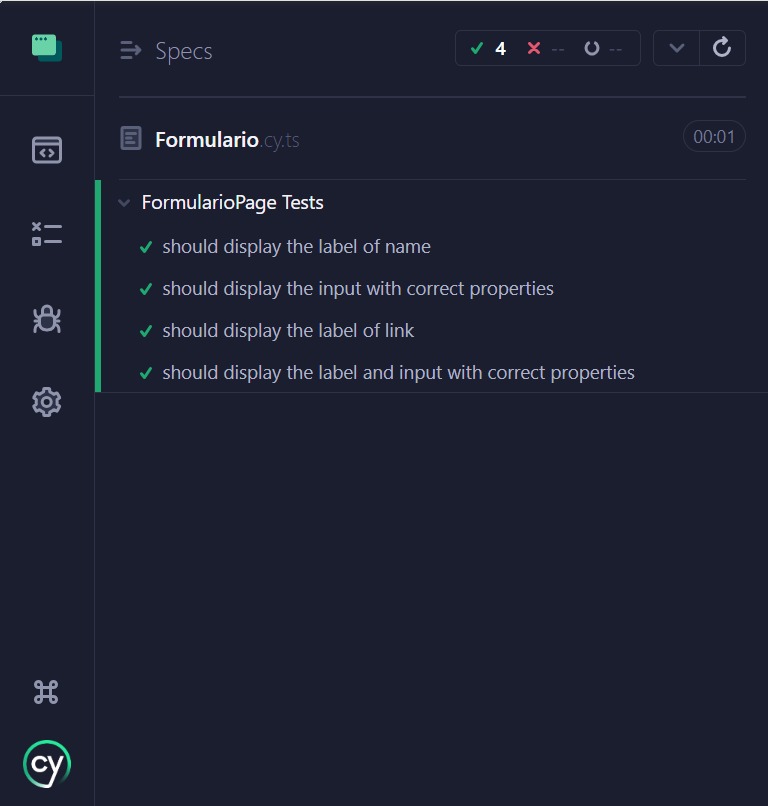 Specs
4 -- --
Formulario.cy.ts
00:01
FormularioPage Tests
should display the label of name
should display the input with correct properties
should display the label of link
should display the label and input with correct properties
cy